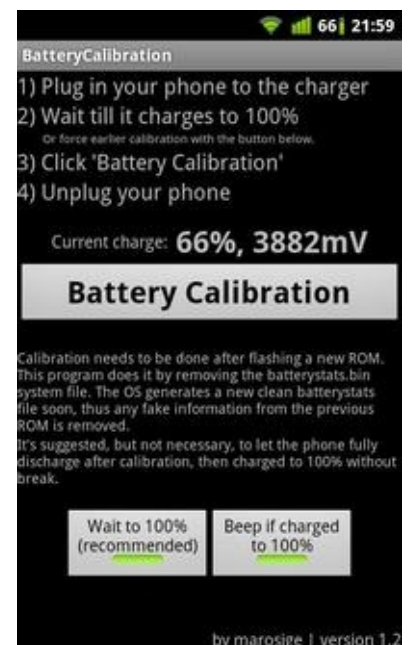 66 21:59
BatteryCalibration
1) Plug in your phone to the charger
2) Wait till it charges to 100%
Or force earlier calibration with the button below.
3) Click 'Battery Calibration'
4) Unplug your phone
Current charge: 66%, 3882mV
Battery Calibration
Calibration needs to be done after flashing a new ROM.
This program does it by removing the batterystats.bin
system file. The OS generates a new clean batterystats
file soon, thus any fake information from the previous
ROM is removed.
It's suggested, but not necessary, to let the phone fully
discharge after calibration, then charged to 100% without
break.
Wait to 100% Beep if charged
(recommended) to 100%
by marosige | version 1.2